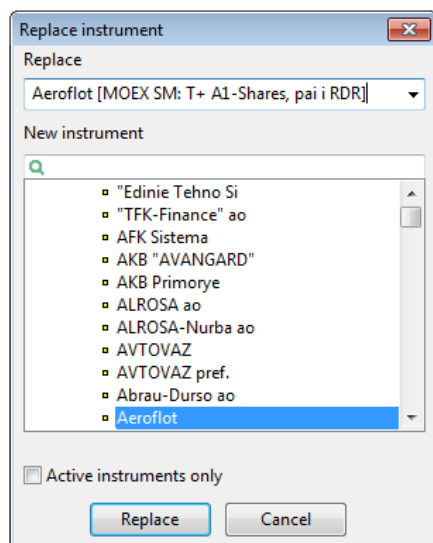 Replace instrument
Replace
Aeroflot [MOEX SM: T+ A1-Shares, pai i RDR]
New instrument
"Edinie Tehno Si
"TFK-Finance" ao
AFK Sistema
AKB "AVANGARD"
AKB Primorye
ALROSA ao
ALROSA-Nurba ao
AVTOVAZ
AVTOVAZ pref.
Abrau-Durso ao
Aeroflot
Active instruments only
Replace Cancel